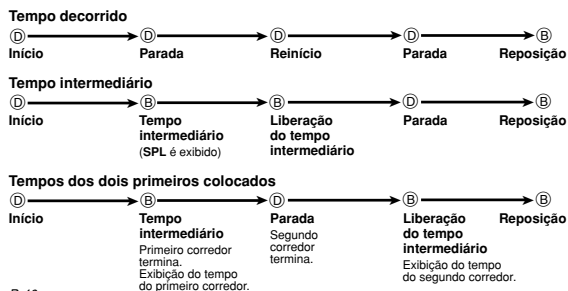 Tempo decorrido
Ⓓ Ⓓ Ⓓ Ⓓ Ⓑ
Início Parada Reinício Parada Reposição
Tempo intermediário
Ⓓ Ⓑ Ⓑ Ⓓ Ⓑ
Início Tempo Liberação Parada Reposição
intermediário do tempo
(SPL é exibido) intermediário
Tempos dos dois primeiros colocados
Ⓓ Ⓑ Ⓓ Ⓑ Ⓑ
Início Tempo Parada Liberação Reposição
intermediário Segundo do tempo
Primeiro corredor corredor intermediário
termina. termina. Exibição do tempo
Exibição do tempo do segundo corredor.
do primeiro corredor.